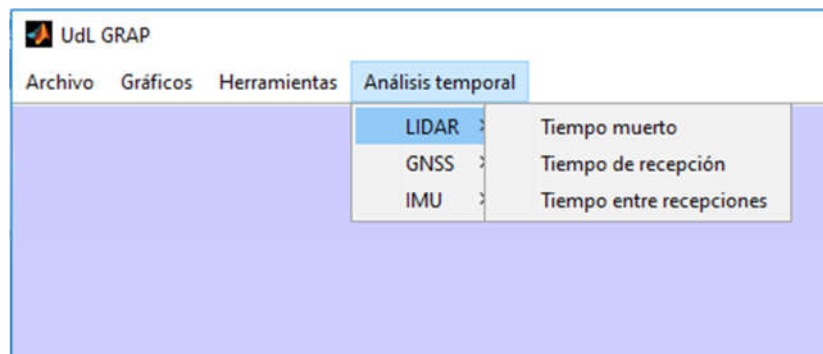 UdL GRAP
Archivo Gráficos Herramientas Análisis temporal
LIDAR > Tiempo muerto
GNSS > Tiempo de recepción
IMU > Tiempo entre recepciones